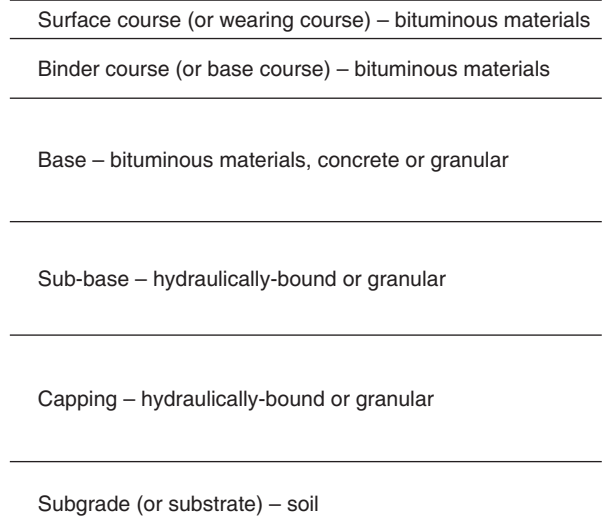 Surface course (or wearing course) – bituminous materials
Binder course (or base course) – bituminous materials
Base – bituminous materials, concrete or granular
Sub-base – hydraulically-bound or granular
Capping – hydraulically-bound or granular
Subgrade (or substrate) – soil